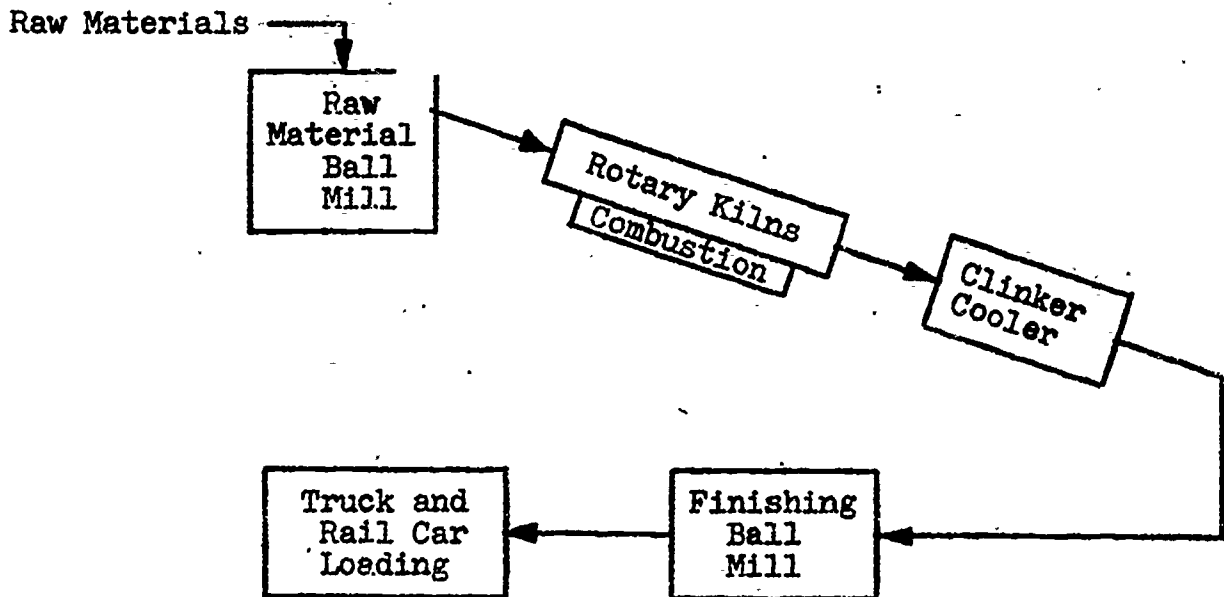 Raw Materials
Raw
Material
Ball
Mill
Rotary Kilns
Combustion
Clinker
Cooler
Truck and
Rail Car
Loading
Finishing
Ball
Mill